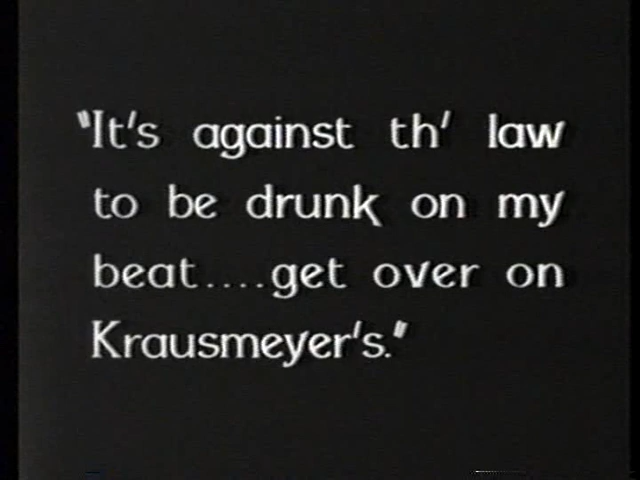 "It's against th' law
to be drunk on my
beat....get over on
Krausmeyer's."